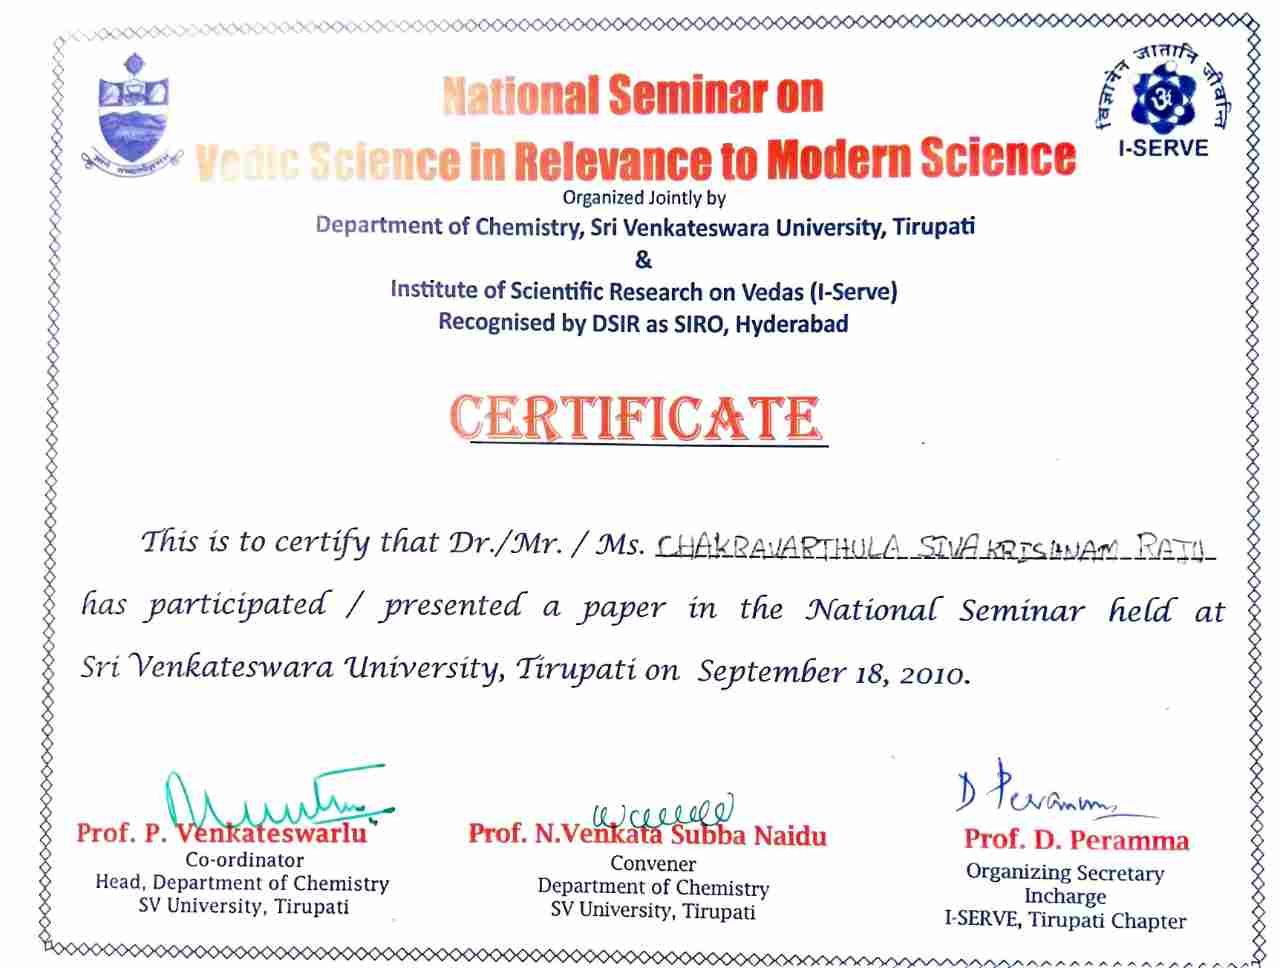 National Seminar on
Vedic Science in Relevance to Modern Science
विज्ञानेन जातानि जीवन्ति
I-SERVE
Organized Jointly by
Department of Chemistry, Sri Venkateswara University, Tirupati
&
Institute of Scientific Research on Vedas (I-Serve)
Recognised by DSIR as SIRO, Hyderabad
CERTIFICATE
This is to certify that Dr./Mr. / Ms. CHAKRAVARTHULA SIVA KRISHNAM RAJU
has participated / presented a paper in the National Seminar held at
Sri Venkateswara University, Tirupati on September 18, 2010.
D Peramma
Prof. P. Venkateswarlu
Co-ordinator
Head, Department of Chemistry
SV University, Tirupati
Prof. N.Venkata Subba Naidu
Convener
Department of Chemistry
SV University, Tirupati
Prof. D. Peramma
Organizing Secretary
Incharge
I-SERVE, Tirupati Chapter